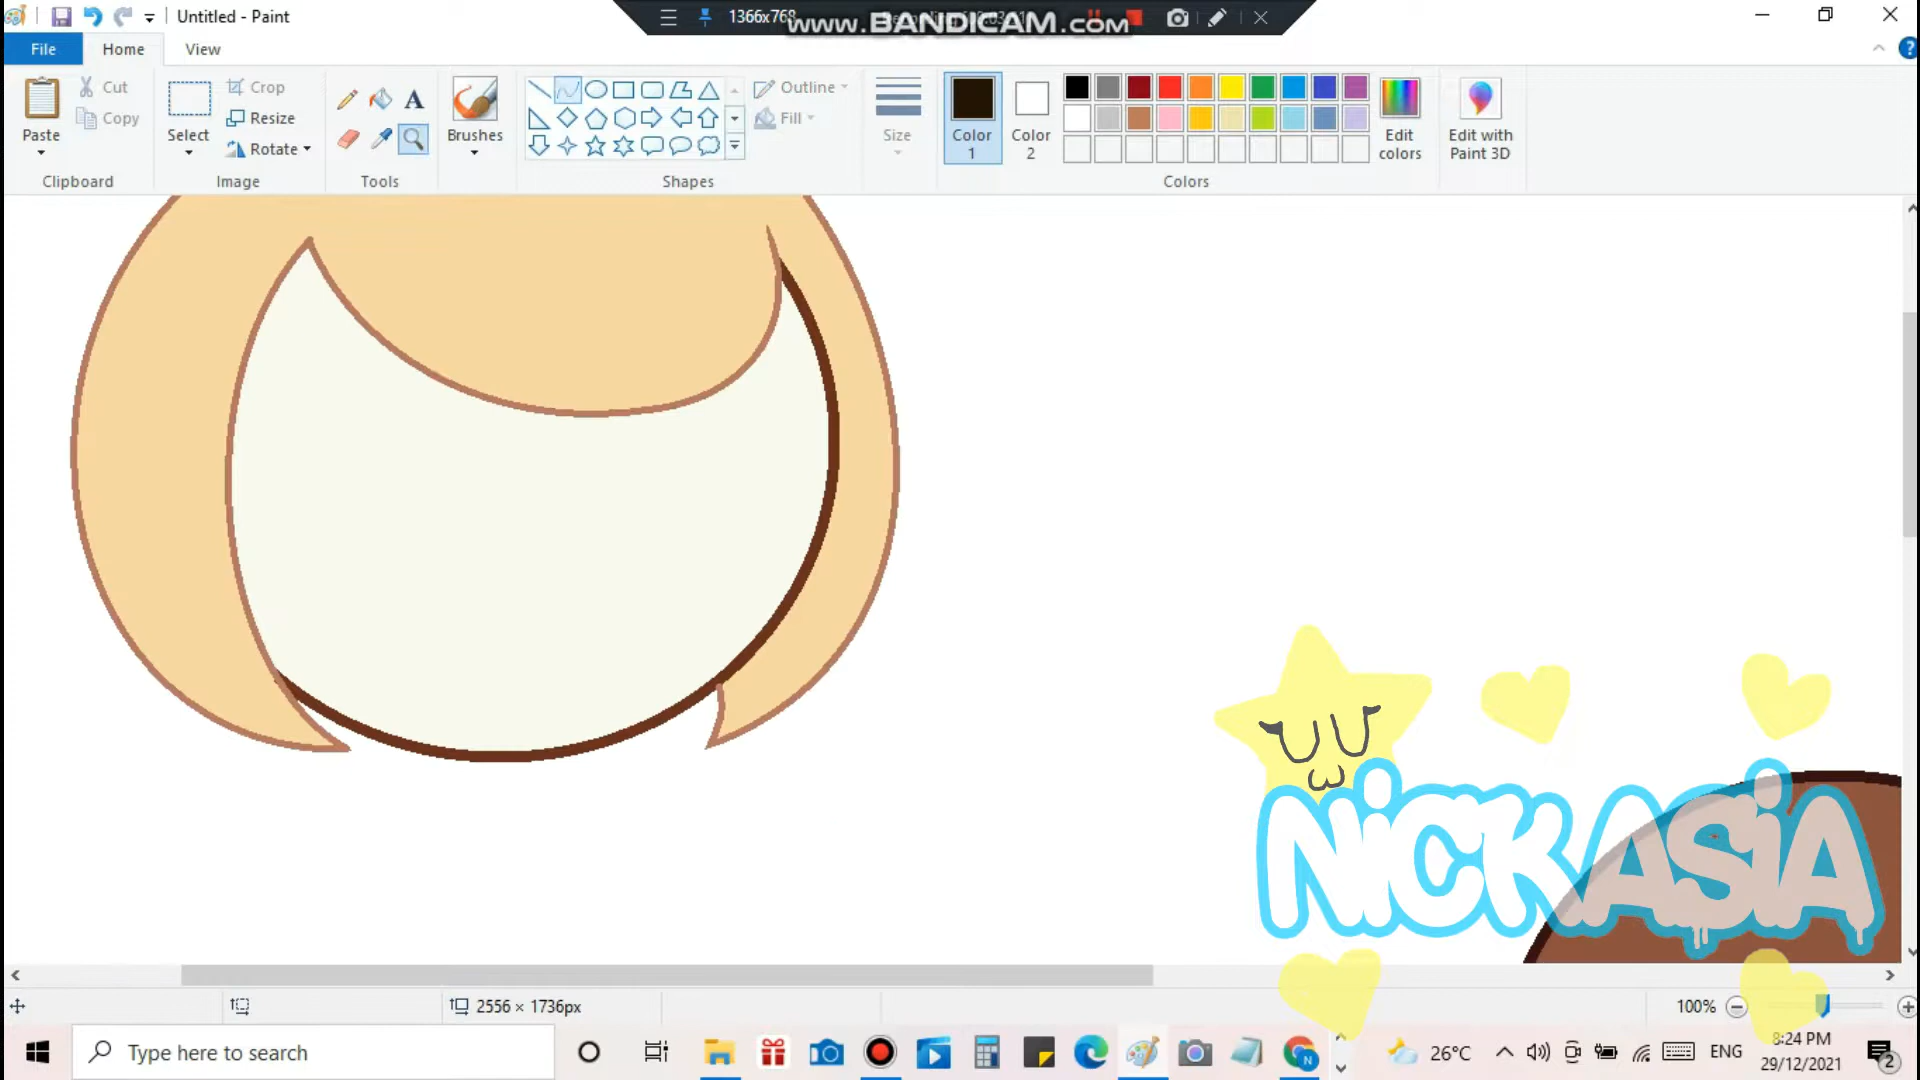 Untitled - Paint
1366x768
www.BANDICAM.com
File
Home
View
Paste
Cut
Copy
Clipboard
Select
Crop
Resize
Rotate
Image
Tools
Brushes
Outline
Fill
Shapes
Size
Color 1
Color 2
Colors
Edit colors
Edit with Paint 3D
NiCKASiA
2556 × 1736px
100%
Type here to search
26°C
ENG
8:24 PM
29/12/2021
2